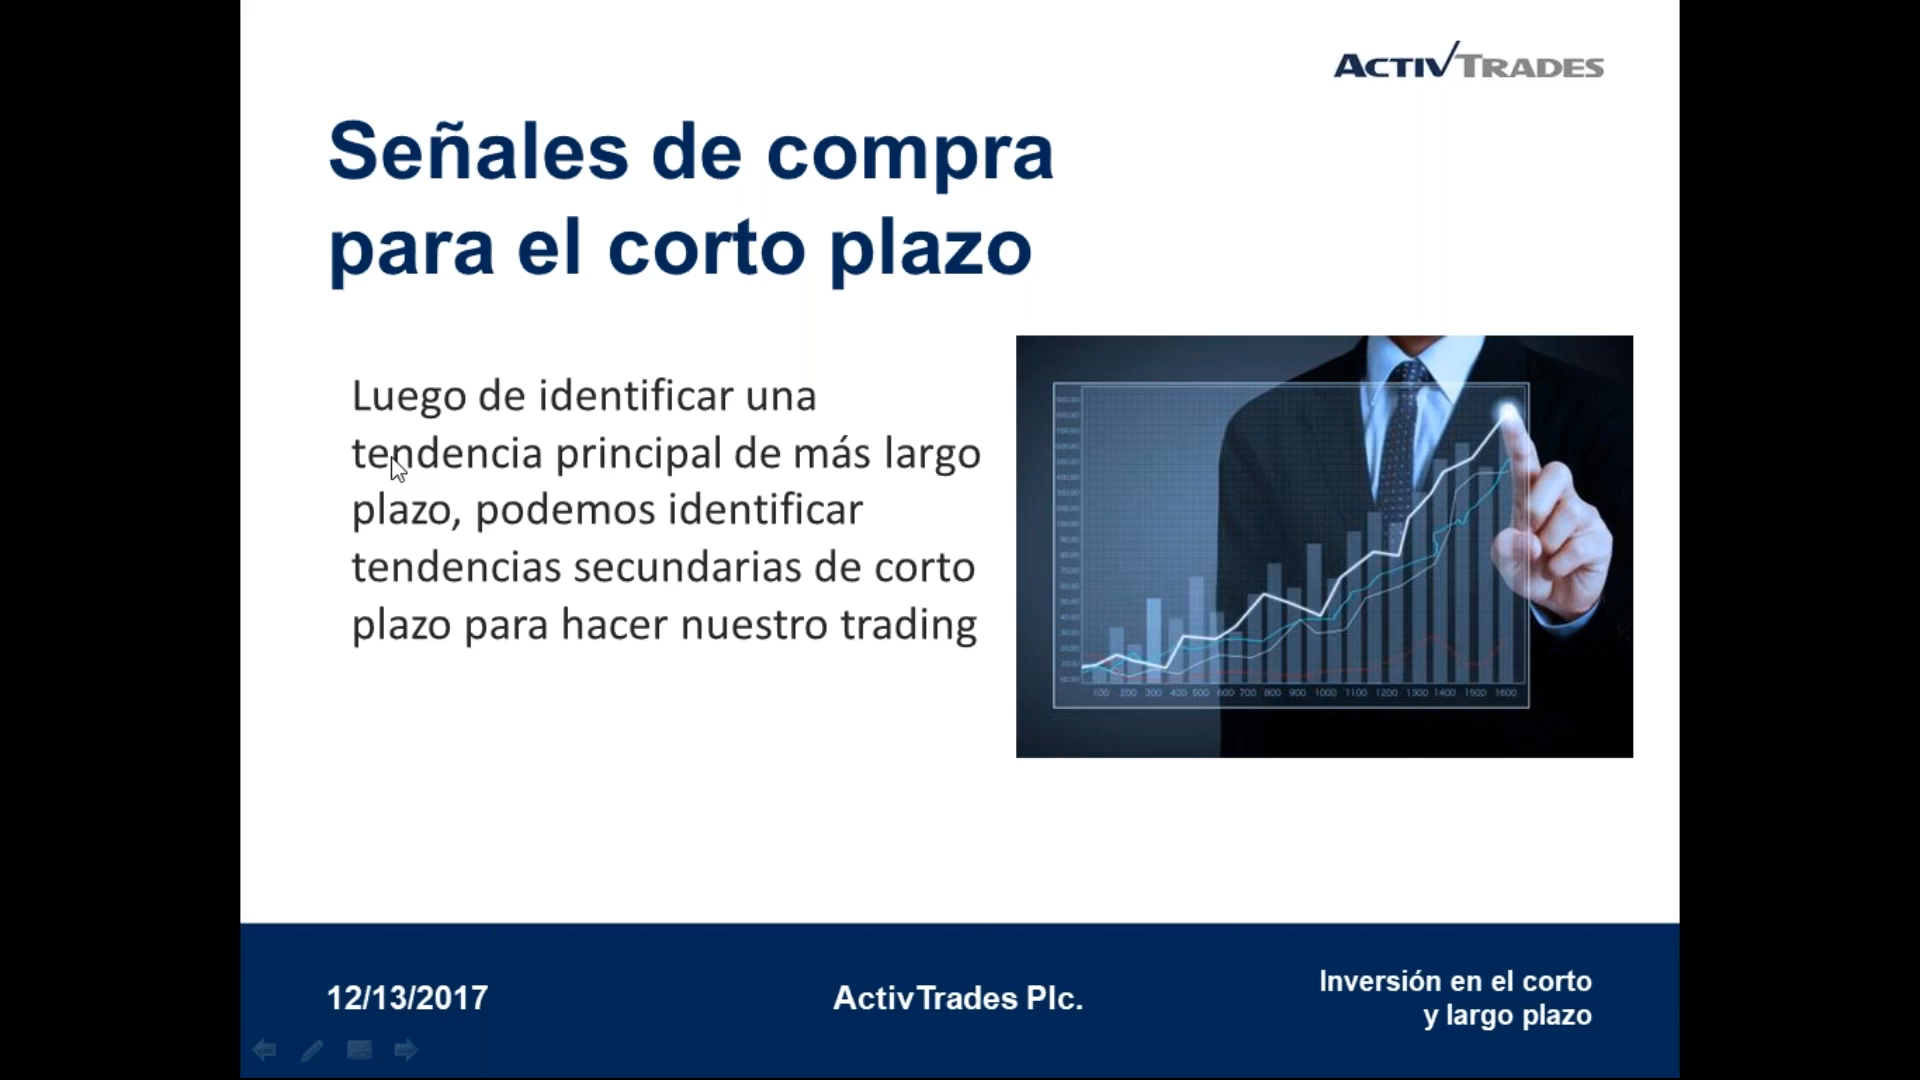 ACTIVTRADES
Señales de compra
para el corto plazo
Luego de identificar una
tendencia principal de más largo
plazo, podemos identificar
tendencias secundarias de corto
plazo para hacer nuestro trading
100 200 300 400 500 600 700 800 900 1000 1100 1200 1300 1400 1500 1600
12/13/2017
ActivTrades Plc.
Inversión en el corto
y largo plazo